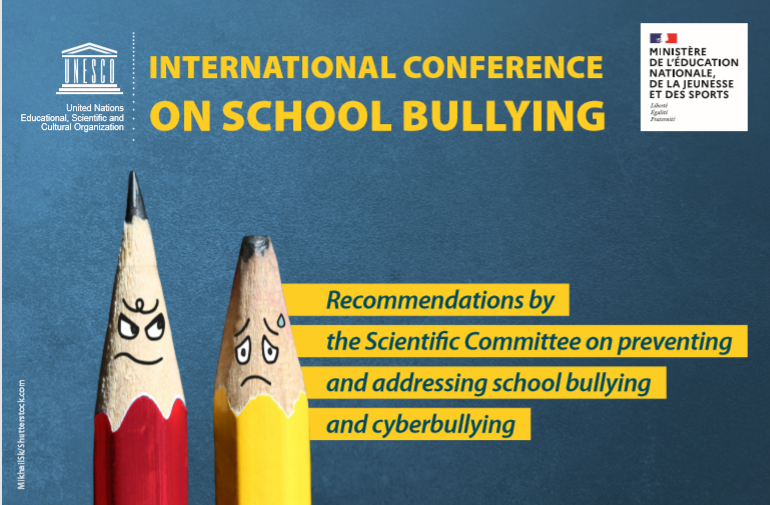 UNESCO
United Nations
Educational, Scientific and
Cultural Organization
INTERNATIONAL CONFERENCE
ON SCHOOL BULLYING
MINISTÈRE
DE L'ÉDUCATION
NATIONALE,
DE LA JEUNESSE
ET DES SPORTS
Liberté
Égalité
Fraternité
Recommendations by
the Scientific Committee on preventing
and addressing school bullying
and cyberbullying
MikhailSk/Shutterstock.com